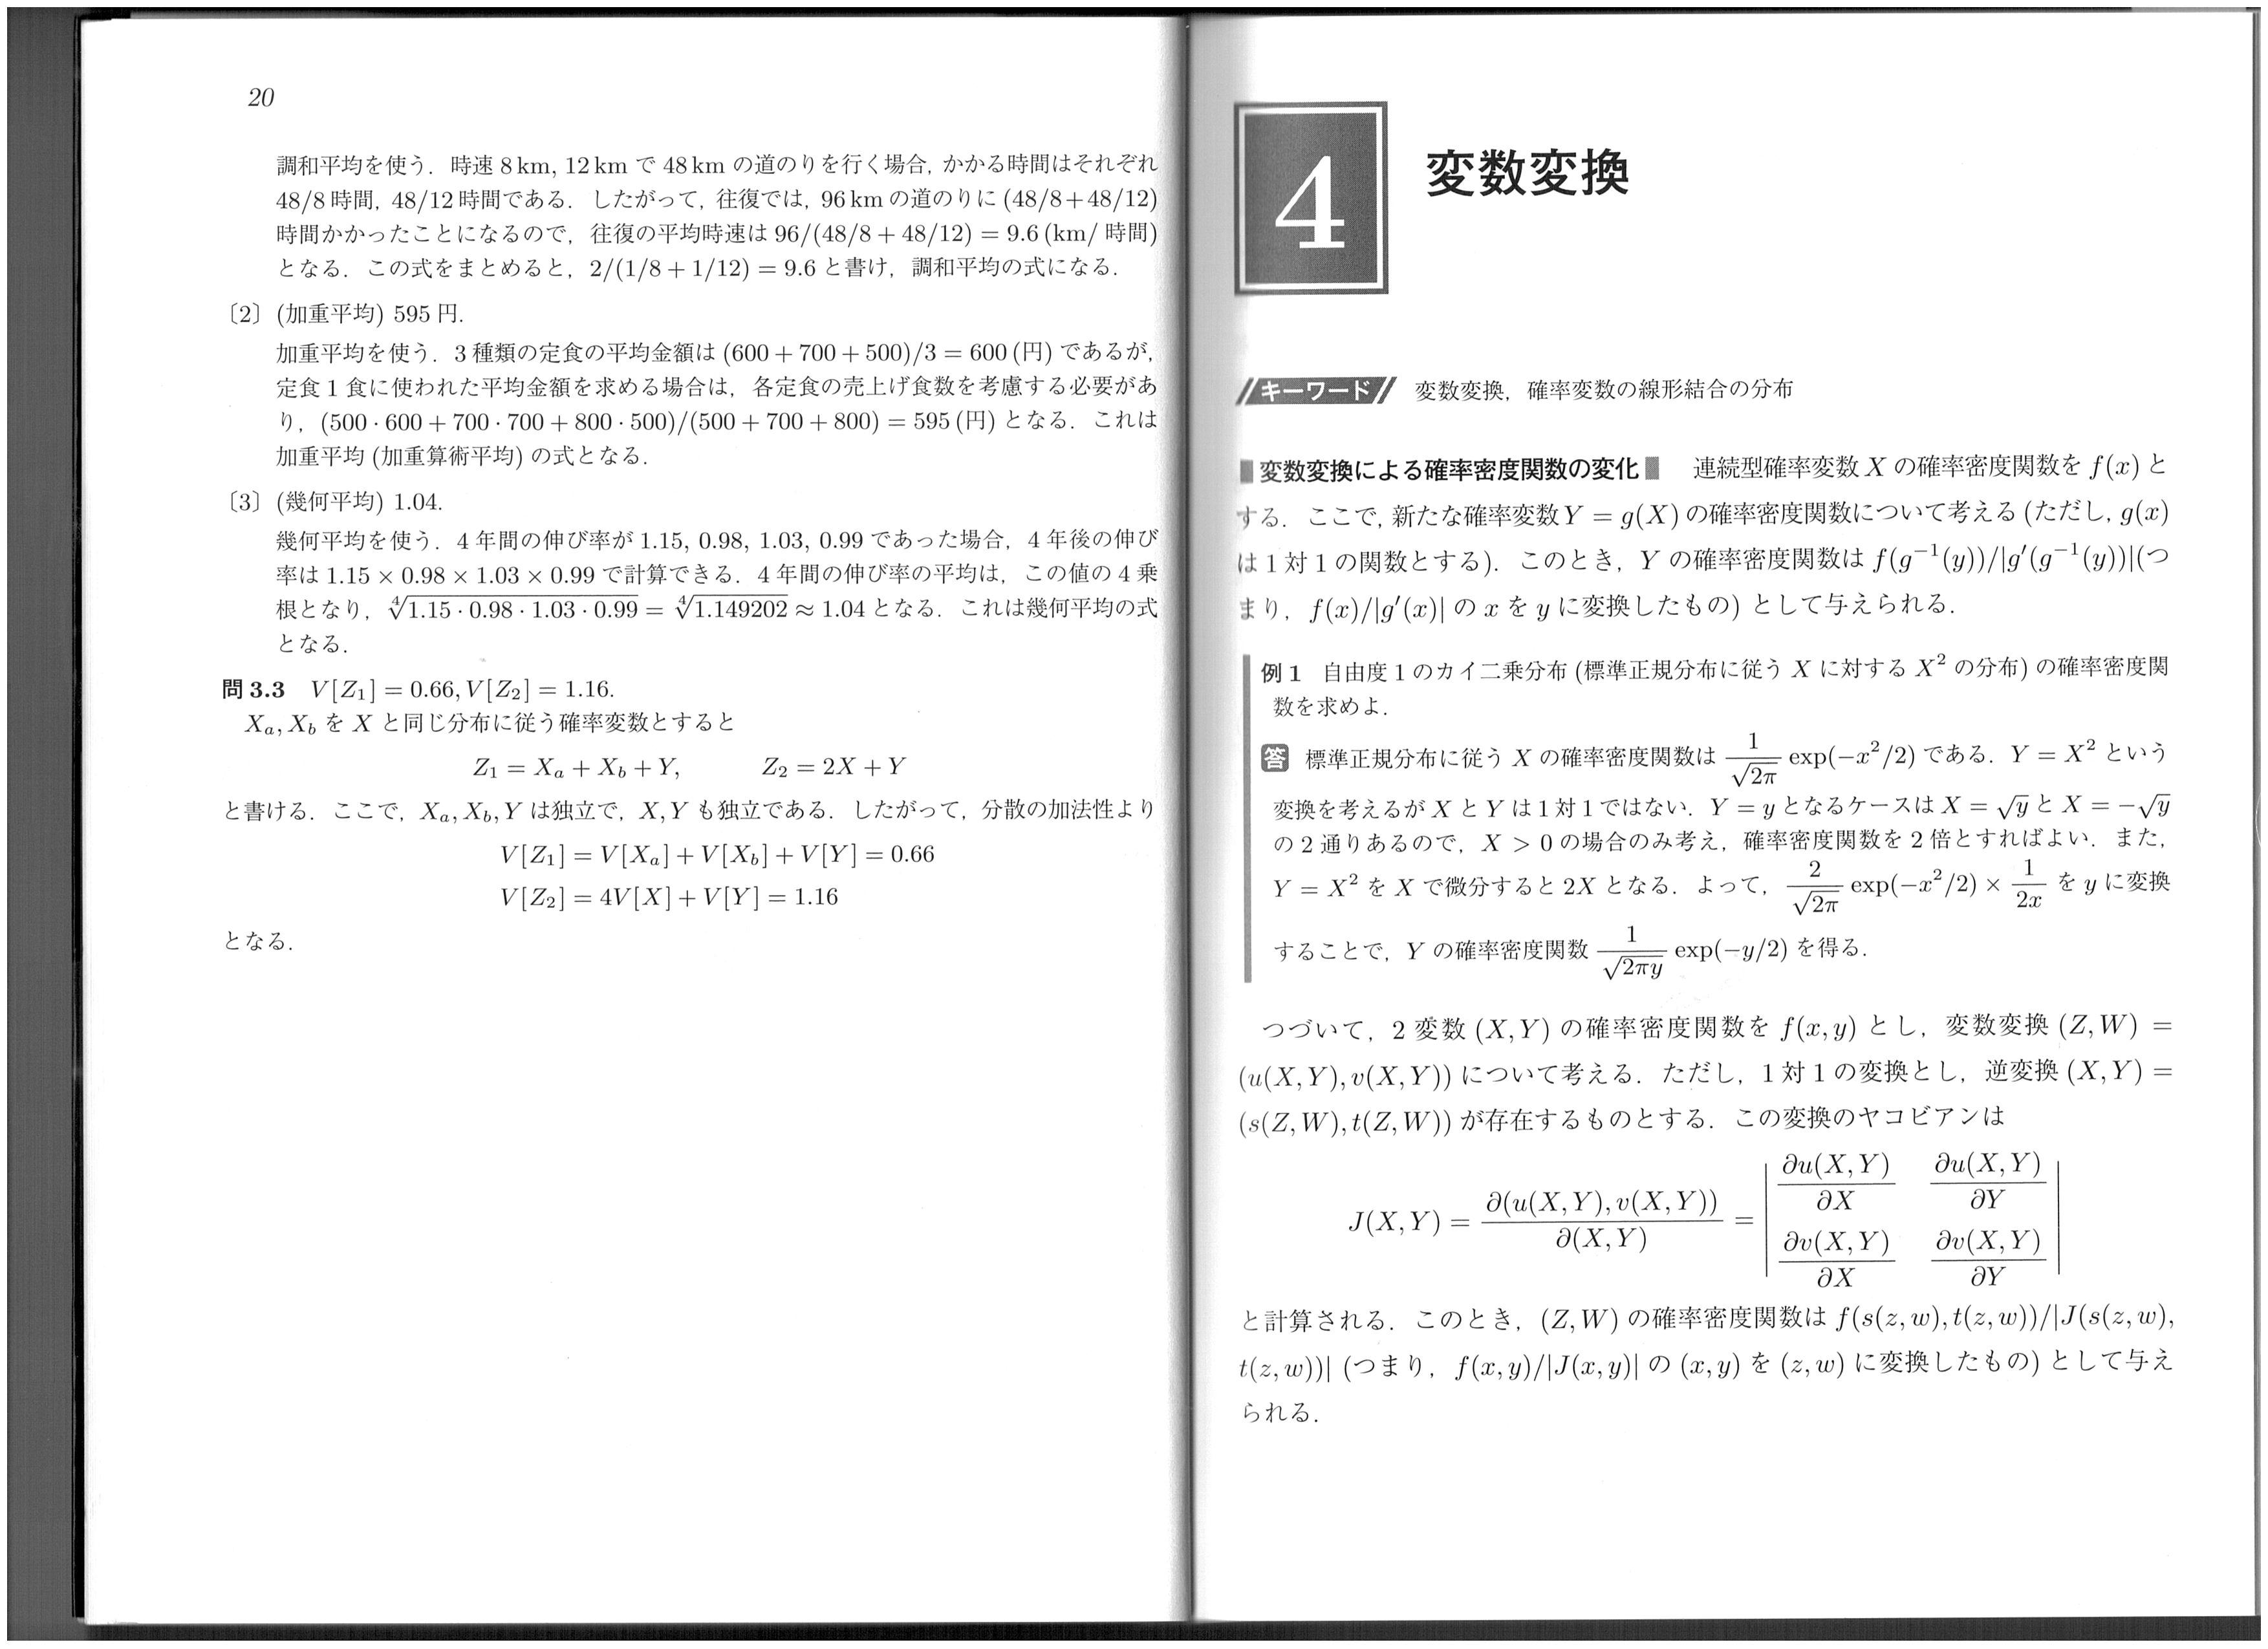 20
調和平均を使う．時速 8 km, 12 km で 48 km の道のりを行く場合，かかる時間はそれぞれ
48/8 時間，48/12 時間である．したがって，往復では，96 km の道のりに (48/8+48/12)
時間かかったことになるので，往復の平均時速は 96/(48/8 + 48/12) = 9.6 (km/ 時間)
となる．この式をまとめると，2/(1/8 + 1/12) = 9.6 と書け，調和平均の式になる．
〔2〕(加重平均) 595 円.
加重平均を使う．3 種類の定食の平均金額は (600 + 700 + 500)/3 = 600 (円) であるが，
定食 1 食に使われた平均金額を求める場合は，各定食の売上げ食数を考慮する必要があ
り，(500 · 600 + 700 · 700 + 800 · 500)/(500 + 700 + 800) = 595 (円) となる．これは
加重平均 (加重算術平均) の式となる．
〔3〕(幾何平均) 1.04.
幾何平均を使う．4 年間の伸び率が 1.15, 0.98, 1.03, 0.99 であった場合，4 年後の伸び
率は 1.15 × 0.98 × 1.03 × 0.99 で計算できる．4 年間の伸び率の平均は，この値の 4 乗
根となり，∜(1.15 · 0.98 · 1.03 · 0.99) = ∜(1.149202) ≈ 1.04 となる．これは幾何平均の式
となる．
問 3.3 V[Z₁] = 0.66, V[Z₂] = 1.16.
Xₐ, X_b を X と同じ分布に従う確率変数とすると
Z₁ = Xₐ + X_b + Y, Z₂ = 2X + Y
と書ける．ここで，Xₐ, X_b, Y は独立で，X, Y も独立である．したがって，分散の加法性より
V[Z₁] = V[Xₐ] + V[X_b] + V[Y] = 0.66
V[Z₂] = 4V[X] + V[Y] = 1.16
となる．
4 変数変換
キーワード 変数変換，確率変数の線形結合の分布
変数変換による確率密度関数の変化 連続型確率変数 X の確率密度関数を f(x) と
する．ここで，新たな確率変数 Y = g(X) の確率密度関数について考える (ただし, g(x)
は 1 対 1 の関数とする)．このとき，Y の確率密度関数は f(g⁻¹(y))/|g′(g⁻¹(y))|(つ
まり，f(x)/|g′(x)| の x を y に変換したもの) として与えられる．
例 1 自由度 1 のカイ二乗分布 (標準正規分布に従う X に対する X² の分布) の確率密度関
数を求めよ．
答 標準正規分布に従う X の確率密度関数は 1/√(2π) exp(−x²/2) である．Y = X² という
変換を考えるが X と Y は 1 対 1 ではない．Y = y となるケースは X = √y と X = −√y
の 2 通りあるので，X > 0 の場合のみ考え，確率密度関数を 2 倍とすればよい．また，
Y = X² を X で微分すると 2X となる．よって，2/√(2π) exp(−x²/2) × 1/(2x) を y に変換
することで，Y の確率密度関数 1/√(2πy) exp(−y/2) を得る．
つづいて，2 変数 (X, Y) の確率密度関数を f(x, y) とし，変数変換 (Z, W) =
(u(X, Y), v(X, Y)) について考える．ただし，1 対 1 の変換とし，逆変換 (X, Y) =
(s(Z, W), t(Z, W)) が存在するものとする．この変換のヤコビアンは
J(X, Y) = ∂(u(X, Y), v(X, Y))/∂(X, Y) = | ∂u(X, Y)/∂X ∂u(X, Y)/∂Y |
| ∂v(X, Y)/∂X ∂v(X, Y)/∂Y |
と計算される．このとき，(Z, W) の確率密度関数は f(s(z, w), t(z, w))/|J(s(z, w),
t(z, w))| (つまり，f(x, y)/|J(x, y)| の (x, y) を (z, w) に変換したもの) として与え
られる．